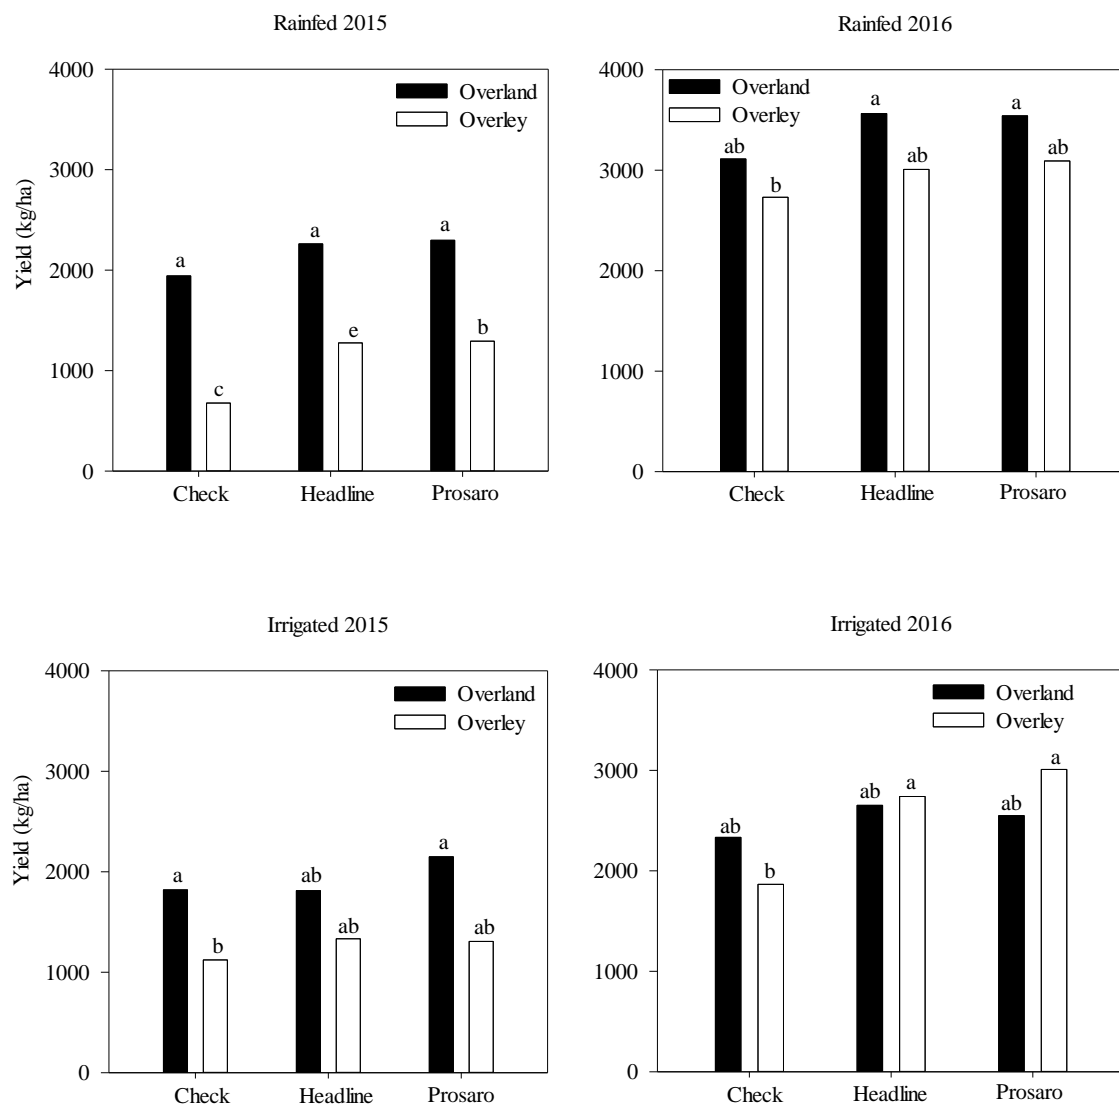 Rainfed 2015
4000
3000
2000
1000
0
Yield (kg/ha)
Overland
Overley
a
c
a
e
a
b
Check
Headline
Prosaro
Rainfed 2016
4000
3000
2000
1000
0
Overland
Overley
ab
b
a
ab
a
ab
Check
Headline
Prosaro
Irrigated 2015
4000
3000
2000
1000
0
Yield (kg/ha)
Overland
Overley
a
b
ab
ab
a
ab
Check
Headline
Prosaro
Irrigated 2016
4000
3000
2000
1000
0
Overland
Overley
ab
b
ab
a
ab
a
Check
Headline
Prosaro